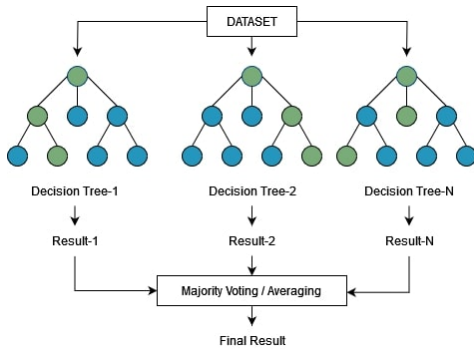 DATASET
Decision Tree-1
Decision Tree-2
Decision Tree-N
Result-1
Result-2
Result-N
Majority Voting / Averaging
Final Result